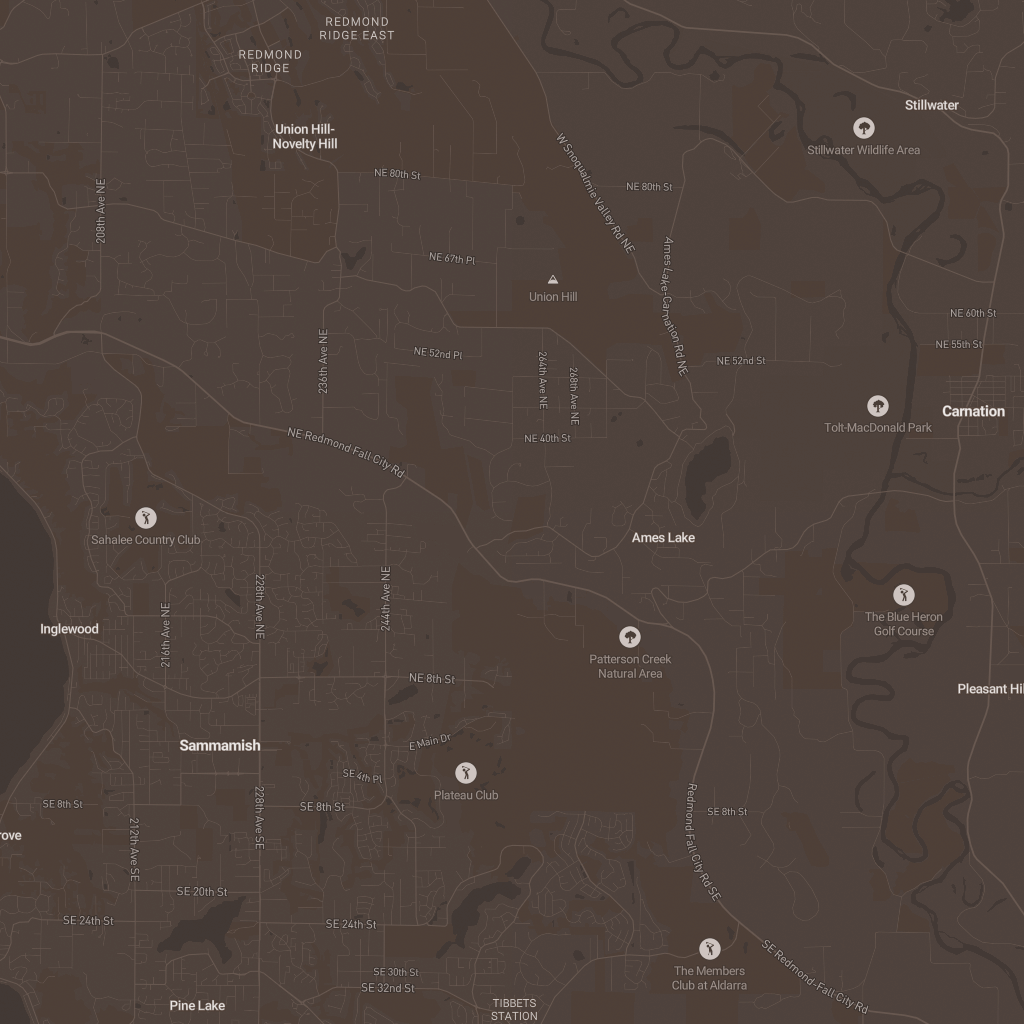 REDMOND
RIDGE EAST
REDMOND
RIDGE
Stillwater
Union Hill-
Novelty Hill
Stillwater Wildlife Area
W Snoqualmie Valley Rd NE
NE 80th St
NE 80th St
208th Ave NE
NE 67th Pl
Ames Lake-Carnation Rd NE
Union Hill
NE 60th St
NE 55th St
236th Ave NE
NE 52nd Pl
264th Ave NE
268th Ave NE
NE 52nd St
Carnation
Tolt-MacDonald Park
NE 40th St
NE Redmond Fall City Rd
Sahalee Country Club
Ames Lake
216th Ave NE
228th Ave NE
244th Ave NE
Inglewood
The Blue Heron
Golf Course
Patterson Creek
Natural Area
NE 8th St
Pleasant Hil
Sammamish
E Main Dr
SE 4th Pl
Plateau Club
SE 8th St
SE 8th St
SE 8th St
rove
212th Ave SE
228th Ave SE
Redmond Fall City Rd SE
SE 20th St
SE 24th St
SE 24th St
SE 30th St
SE 32nd St
The Members
Club at Aldarra
SE Redmond-Fall City Rd
Pine Lake
TIBBETS
STATION